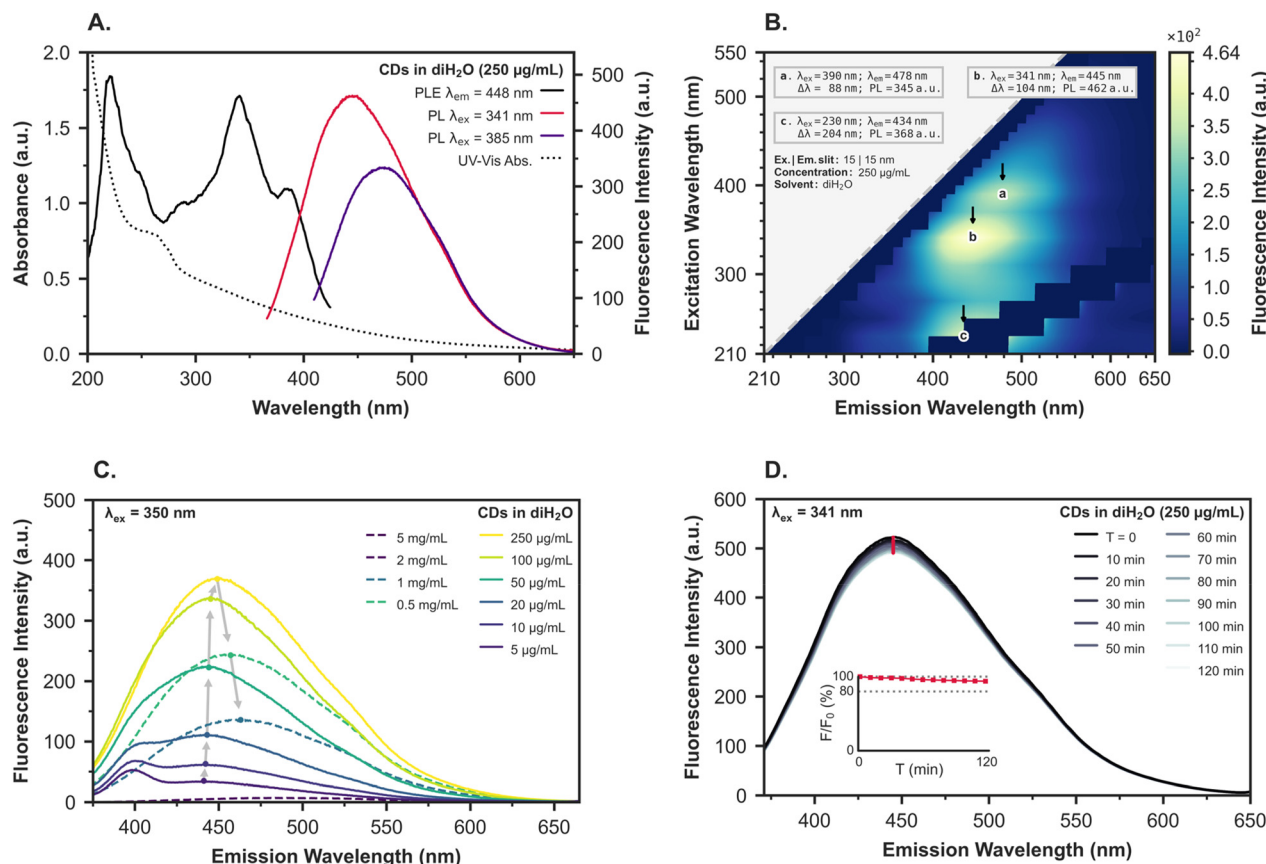 A.
CDs in diH₂O (250 µg/mL)
PLE λem = 448 nm
PL λex = 341 nm
PL λex = 385 nm
UV-Vis Abs.
Absorbance (a.u.)
2.0
1.5
1.0
0.5
0.0
Fluorescence Intensity (a.u.)
500
400
300
200
100
0
200
300
400
500
600
Wavelength (nm)
B.
a. λex=390 nm; λem=478 nm
Δλ = 88 nm; PL=345a.u.
b. λex=341 nm; λem=445 nm
Δλ=104 nm; PL=462a.u.
c. λex=230 nm; λem=434 nm
Δλ=204 nm; PL=368a.u.
Ex.|Em.slit: 15 | 15 nm
Concentration: 250 µg/mL
Solvent: diH₂O
a
b
c
Excitation Wavelength (nm)
550
500
400
300
210
210
300
400
500
600
650
Emission Wavelength (nm)
×10²
4.64
4.0
3.5
3.0
2.5
2.0
1.5
1.0
0.5
0.0
Fluorescence Intensity (a.u.)
C.
λex = 350 nm
CDs in diH₂O
5 mg/mL
2 mg/mL
1 mg/mL
0.5 mg/mL
250 µg/mL
100 µg/mL
50 µg/mL
20 µg/mL
10 µg/mL
5 µg/mL
Fluorescence Intensity (a.u.)
500
400
300
200
100
0
400
450
500
550
600
650
Emission Wavelength (nm)
D.
λex = 341 nm
CDs in diH₂O (250 µg/mL)
T = 0
10 min
20 min
30 min
40 min
50 min
60 min
70 min
80 min
90 min
100 min
110 min
120 min
Fluorescence Intensity (a.u.)
600
500
400
300
200
100
0
F/F₀ (%)
100
80
0
0
120
T (min)
400
450
500
550
600
650
Emission Wavelength (nm)